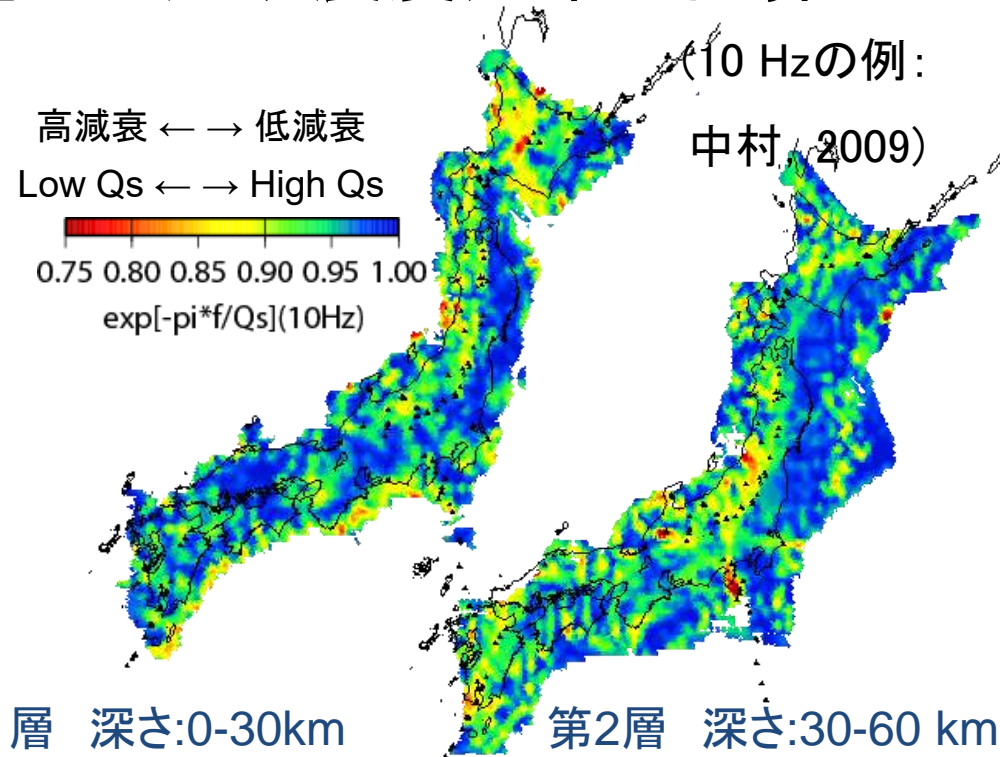 (10 Hzの例:
中村, 2009)
高減衰 ← → 低減衰
Low Qs ← → High Qs
0.75 0.80 0.85 0.90 0.95 1.00
exp[-pi*f/Qs](10Hz)
層 深さ:0-30km
第2層 深さ:30-60 km